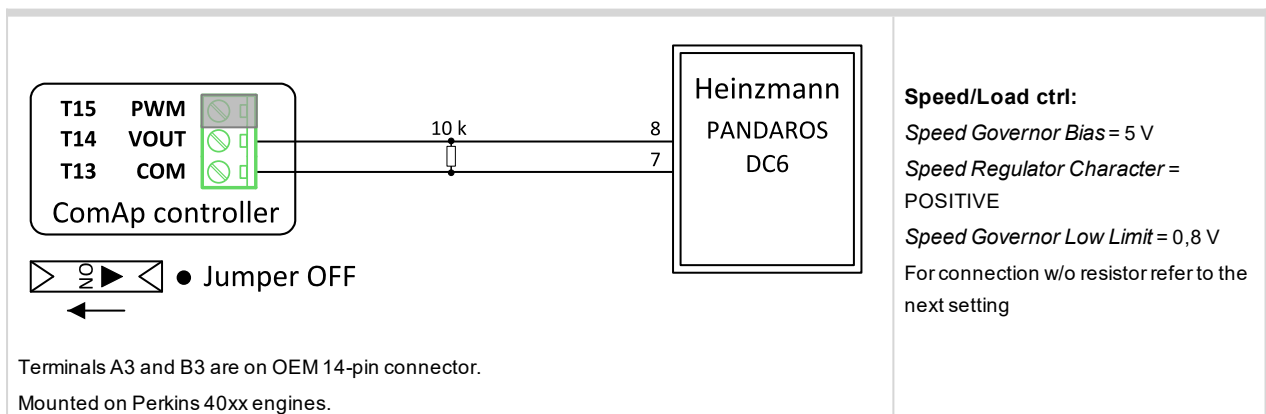 T15 PWM
T14 VOUT
T13 COM
ComAp controller
10 k
8
7
Heinzmann
PANDAROS
DC6
ON
Jumper OFF
Terminals A3 and B3 are on OEM 14-pin connector.
Mounted on Perkins 40xx engines.
Speed/Load ctrl:
Speed Governor Bias = 5 V
Speed Regulator Character =
POSITIVE
Speed Governor Low Limit = 0,8 V
For connection w/o resistor refer to the
next setting